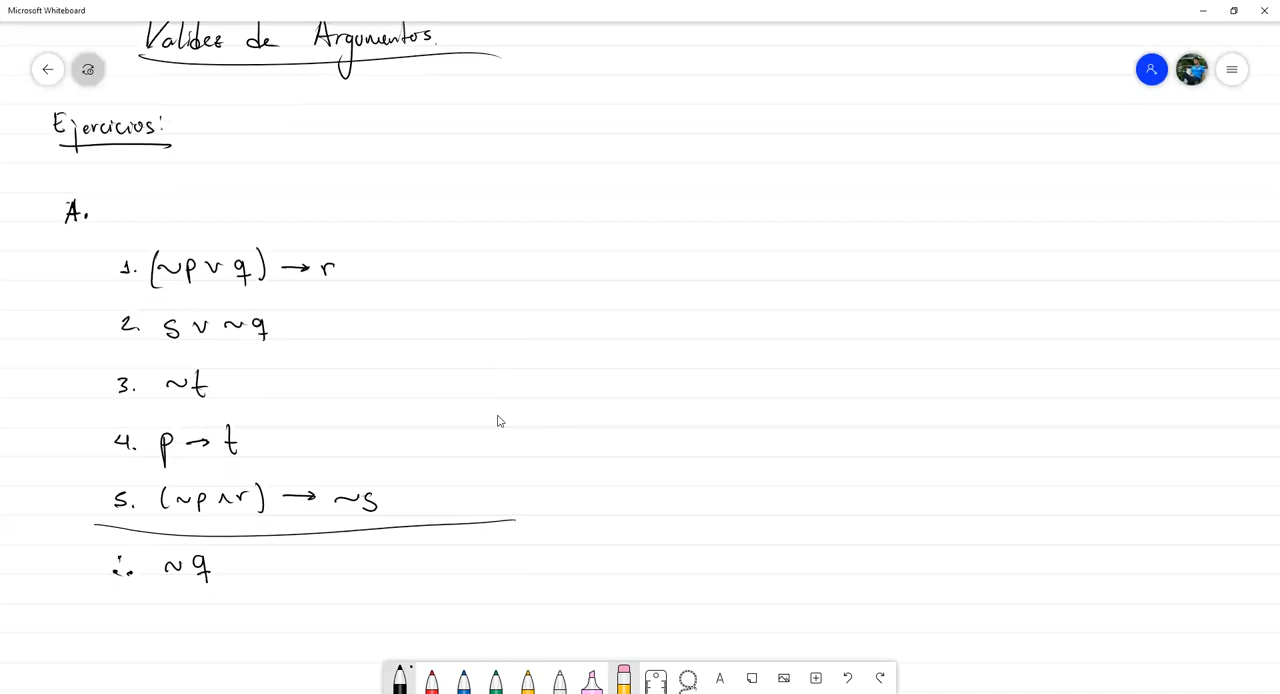 Microsoft Whiteboard
Validez de Argumentos.
Ejercicios:
A.
1. (~p v q) → r
2. s v ~q
3. ~t
4. p → t
5. (~p ∧ r) → ~s
∴ ~q
A